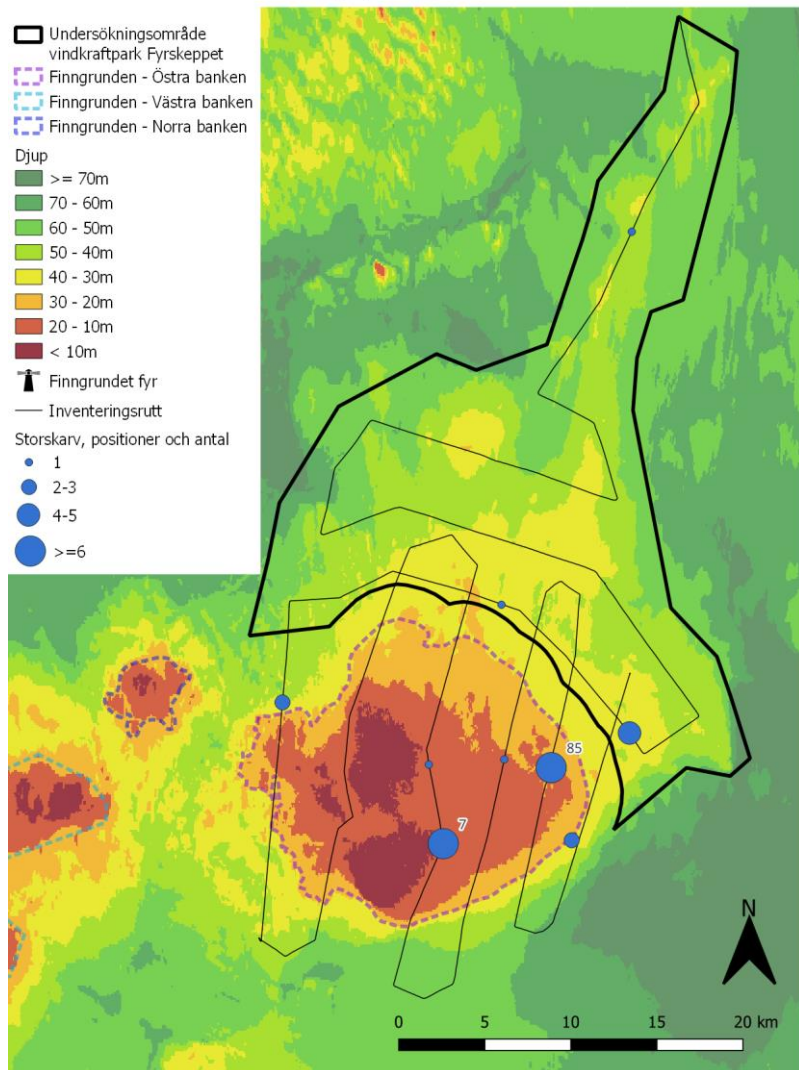 Undersökningsområde
vindkraftpark Fyrskeppet
Finngrunden - Östra banken
Finngrunden - Västra banken
Finngrunden - Norra banken
Djup
>= 70m
70 - 60m
60 - 50m
50 - 40m
40 - 30m
30 - 20m
20 - 10m
< 10m
Finngrundet fyr
Inventeringsrutt
Storskarv, positioner och antal
1
2-3
4-5
>=6
85
7
N
0 5 10 15 20 km